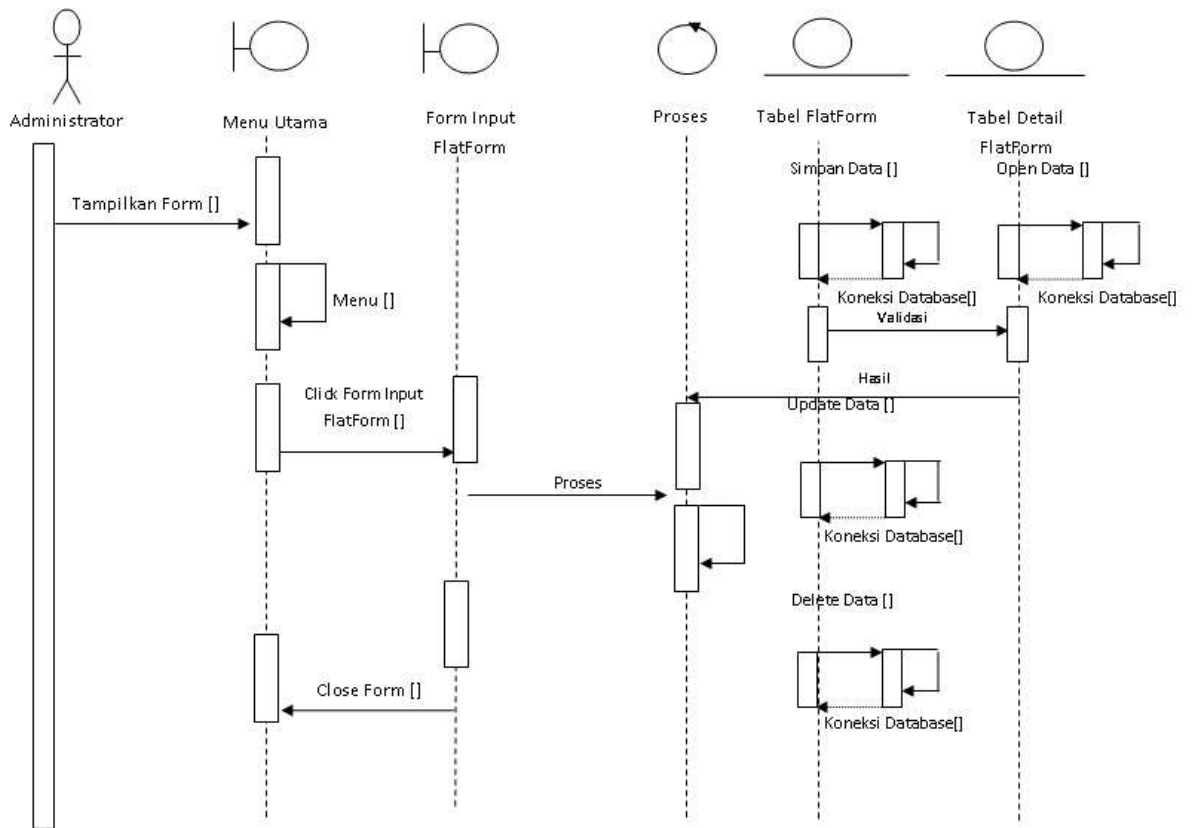 Administrator
Menu Utama
Form Input
FlatForm
Proses
Tabel FlatForm
Tabel Detail
FlatForm
Simpan Data []
Open Data []
Tampilkan Form []
Koneksi Database[]
Koneksi Database[]
Menu []
Validasi
Hasil
Click Form Input
FlatForm []
Update Data []
Proses
Koneksi Database[]
Delete Data []
Close Form []
Koneksi Database[]